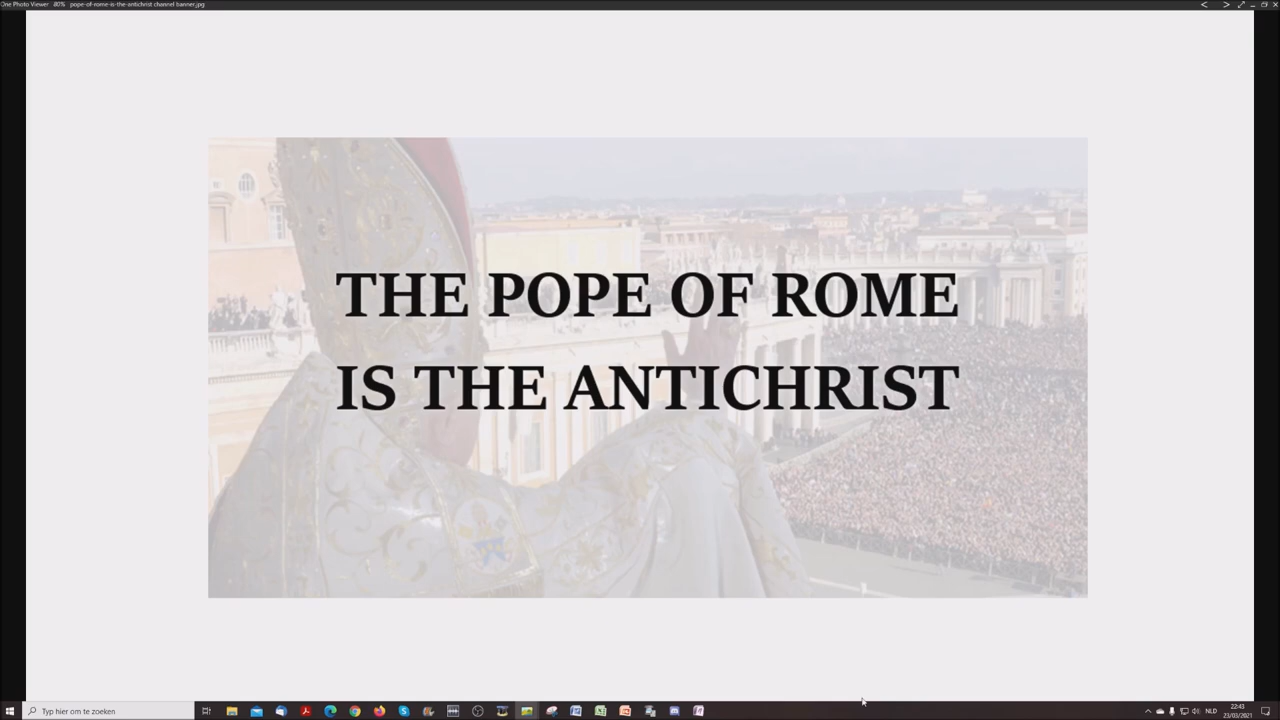 One Photo Viewer 80% pope-of-rome-is-the-antichrist channel banner.jpg
THE POPE OF ROME
IS THE ANTICHRIST
Typ hier om te zoeken
NLD
22:43
23/03/2021